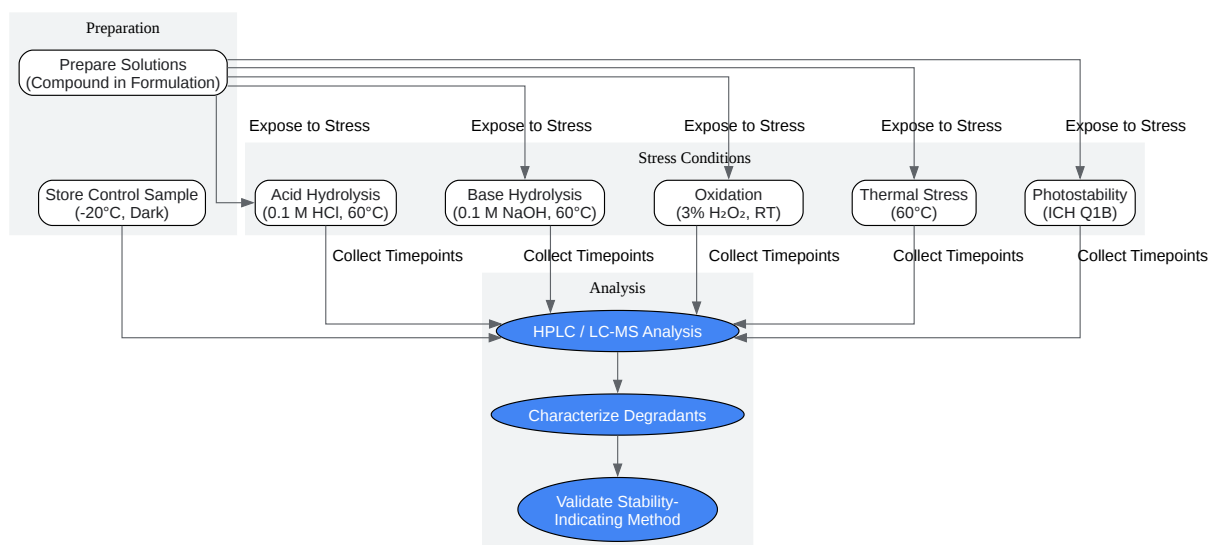 Preparation
Prepare Solutions
(Compound in Formulation)
Expose to Stress
Expose to Stress
Expose to Stress
Expose to Stress
Expose to Stress
Stress Conditions
Store Control Sample
(-20°C, Dark)
Acid Hydrolysis
(0.1 M HCl, 60°C)
Base Hydrolysis
(0.1 M NaOH, 60°C)
Oxidation
(3% H₂O₂, RT)
Thermal Stress
(60°C)
Photostability
(ICH Q1B)
Collect Timepoints
Collect Timepoints
Collect Timepoints
Collect Timepoints
Collect Timepoints
Analysis
HPLC / LC-MS Analysis
Characterize Degradants
Validate Stability-
Indicating Method